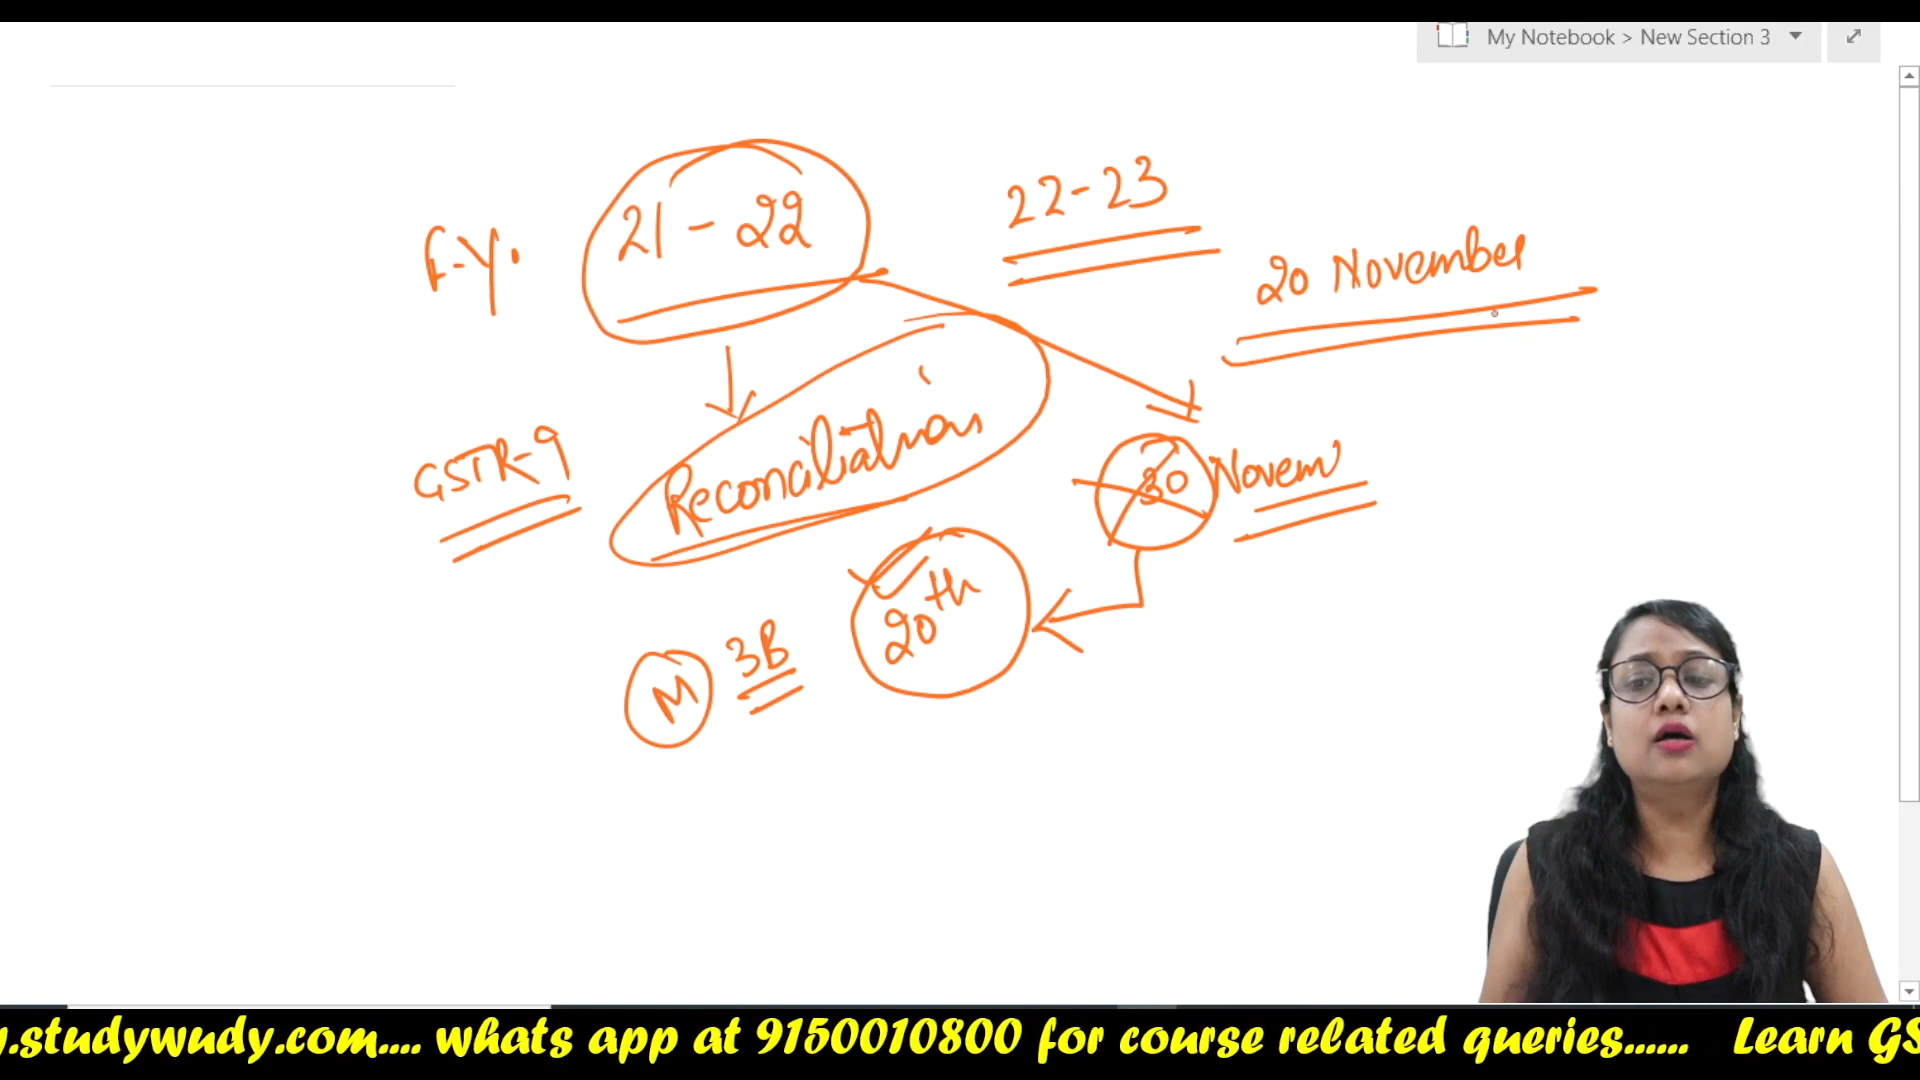 My Notebook > New Section 3
F.Y. 21-22 22-23
20 November
GSTR-9 Reconciliation 30 Novem
20th
M 3B
y.studywudy.com.... whats app at 9150010800 for course related queries...... Learn GS